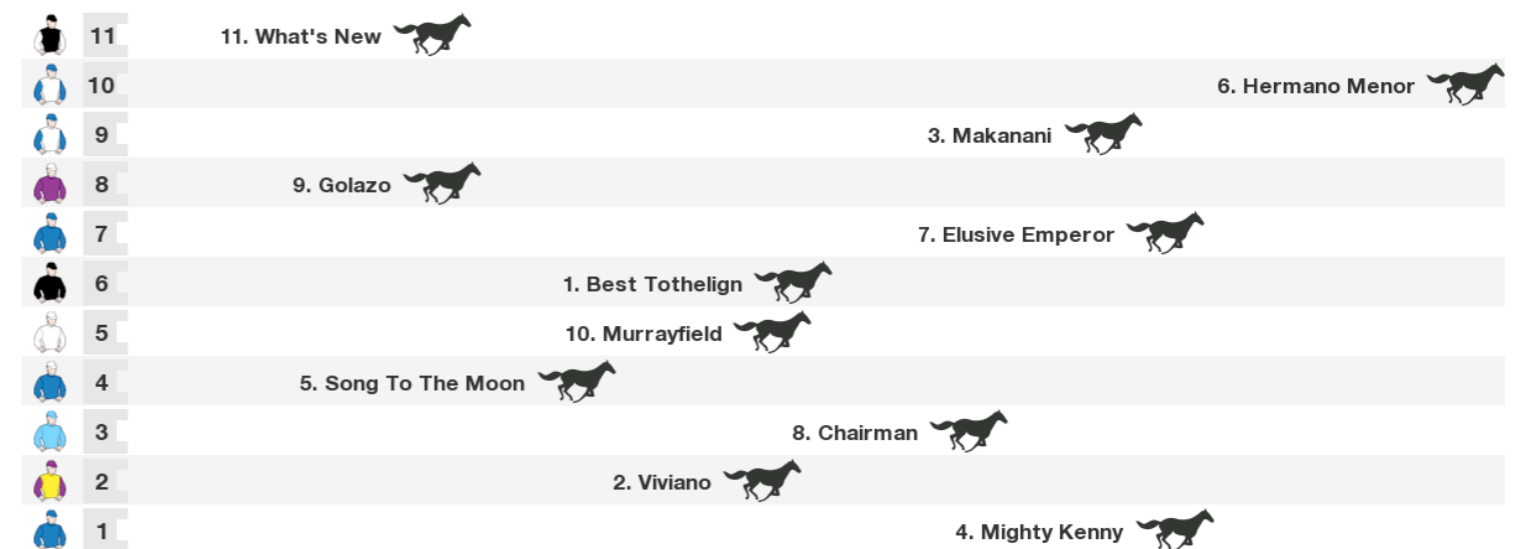 11 11. What's New
10 6. Hermano Menor
9 3. Makanani
8 9. Golazo
7 7. Elusive Emperor
6 1. Best Tothelign
5 10. Murrayfield
4 5. Song To The Moon
3 8. Chairman
2 2. Viviano
1 4. Mighty Kenny